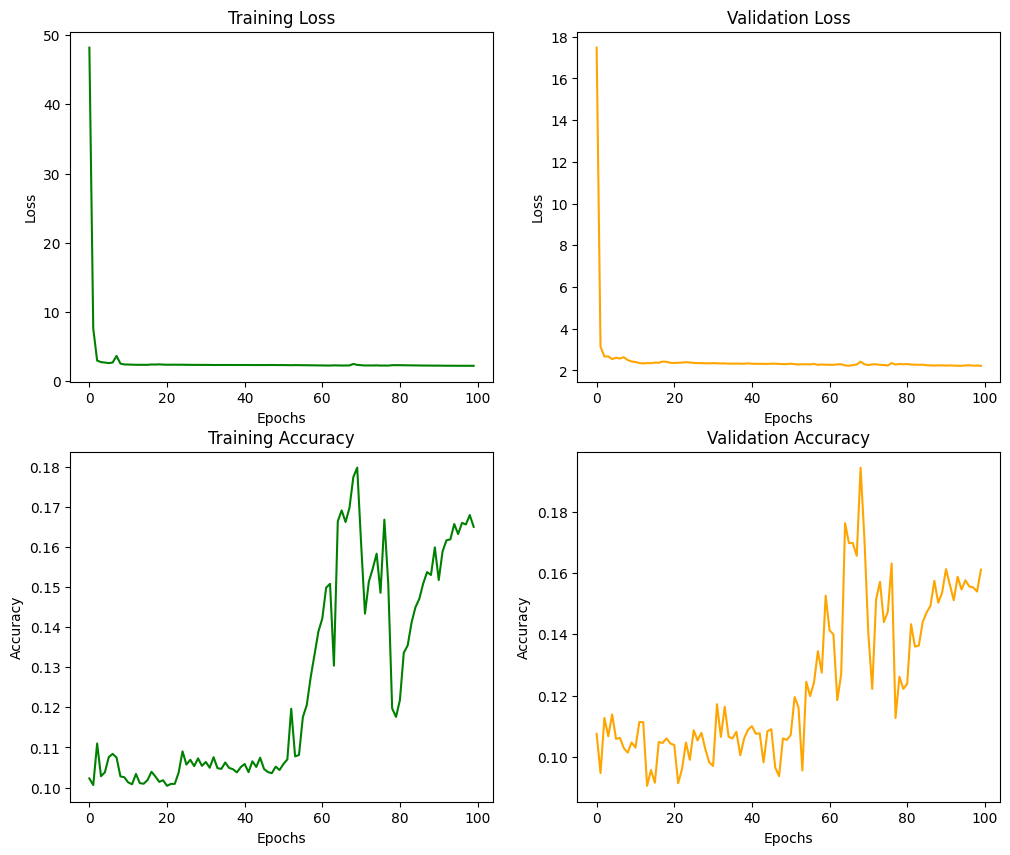 Training Loss
50
40
30
20
10
0
Loss
0 20 40 60 80 100
Epochs
Validation Loss
18
16
14
12
10
8
6
4
2
Loss
0 20 40 60 80 100
Epochs
Training Accuracy
0.18
0.17
0.16
0.15
0.14
0.13
0.12
0.11
0.10
Accuracy
0 20 40 60 80 100
Epochs
Validation Accuracy
0.18
0.16
0.14
0.12
0.10
Accuracy
0 20 40 60 80 100
Epochs